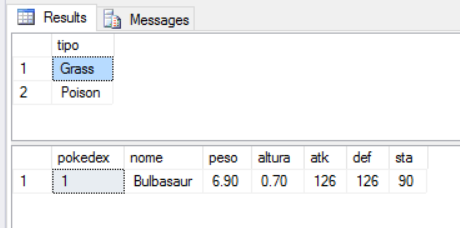 Results Messages
tipo
1 Grass
2 Poison
pokedex nome peso altura atk def sta
1 1 Bulbasaur 6.90 0.70 126 126 90